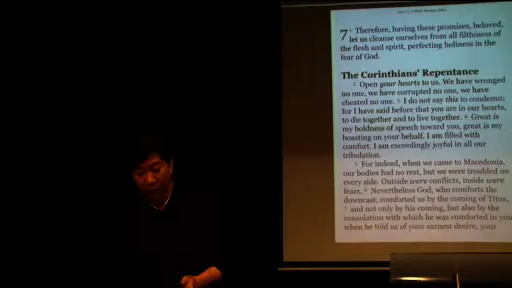 7 1 Therefore, having these promises, beloved,
let us cleanse ourselves from all filthiness of
the flesh and spirit, perfecting holiness in the
fear of God.
The Corinthians' Repentance
2 Open your hearts to us. We have wronged
no one, we have corrupted no one, we have
cheated no one. 3 I do not say this to condemn;
for I have said before that you are in our hearts,
to die together and to live together. 4 Great is
my boldness of speech toward you, great is my
boasting on your behalf. I am filled with
comfort. I am exceedingly joyful in all our
tribulation.
5 For indeed, when we came to Macedonia,
our bodies had no rest, but we were troubled on
every side. Outside were conflicts, inside were
fears. 6 Nevertheless God, who comforts the
downcast, comforted us by the coming of Titus,
7 and not only by his coming, but also by the
consolation with which he was comforted in you,
when he told us of your earnest desire, your